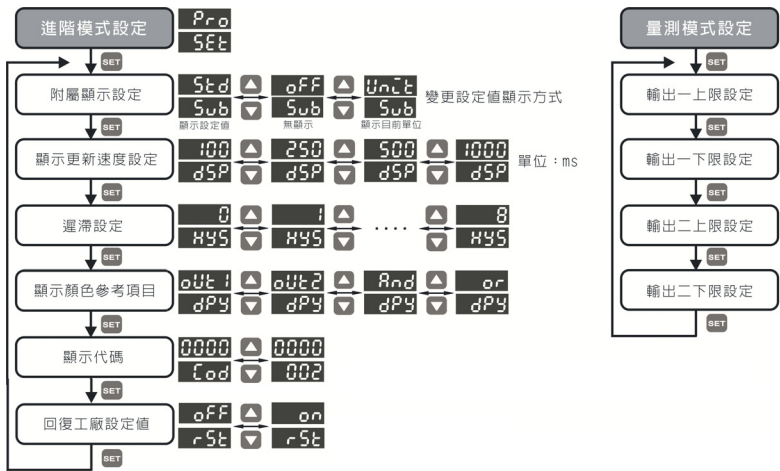 進階模式設定 Pro SEt
SET
附屬顯示設定 Std oFF Unit 變更設定值顯示方式
Sub Sub Sub
顯示設定值 無顯示 顯示目前單位
SET
顯示更新速度設定 100 250 500 1000 單位：ms
dSP dSP dSP dSP
SET
遲滯設定 0 1 .... 8
HYS HYS HYS
SET
顯示顏色參考項目 oUt1 oUt2 And or
dPY dPY dPY dPY
SET
顯示代碼 0.0.0.0 0000
Cod 002
SET
回復工廠設定值 oFF on
rSt rSt
SET
量測模式設定
SET
輸出一上限設定
SET
輸出一下限設定
SET
輸出二上限設定
SET
輸出二下限設定
SET